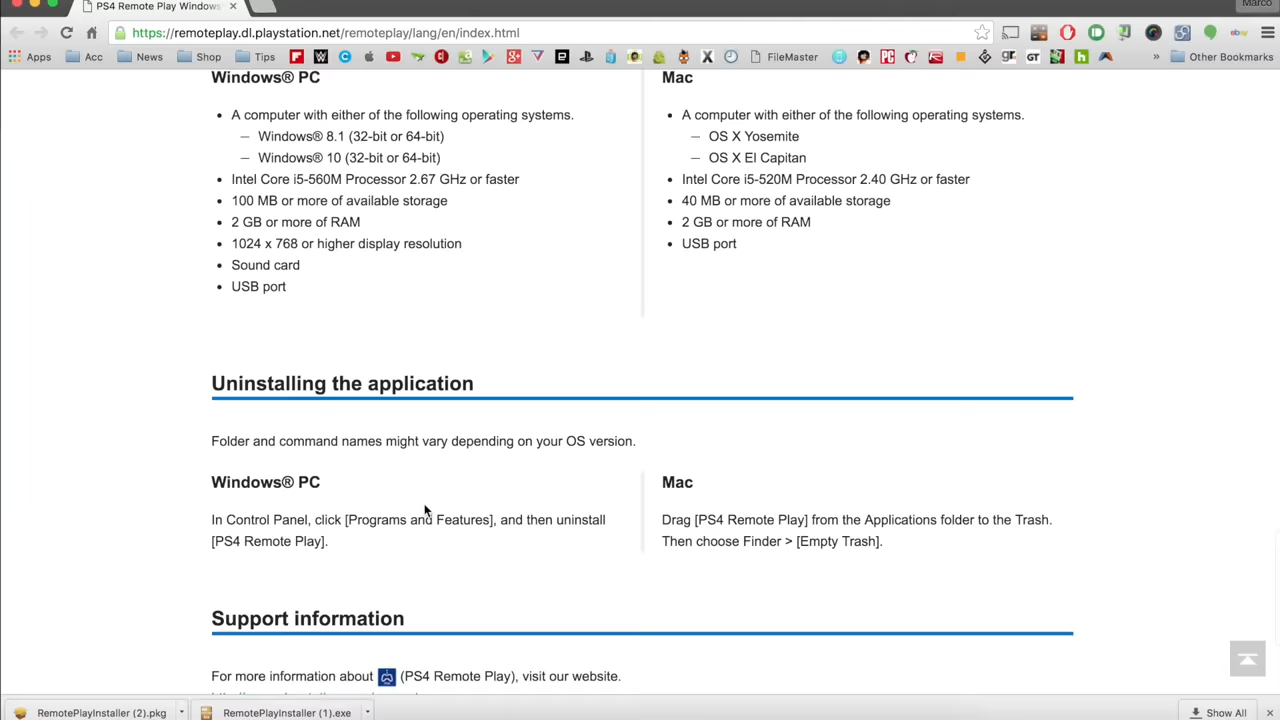 PS4 Remote Play Windows
Marco
https://remoteplay.dl.playstation.net/remoteplay/lang/en/index.html
Apps Acc News Shop Tips FileMaster » Other Bookmarks
Windows® PC
• A computer with either of the following operating systems.
— Windows® 8.1 (32-bit or 64-bit)
— Windows® 10 (32-bit or 64-bit)
• Intel Core i5-560M Processor 2.67 GHz or faster
• 100 MB or more of available storage
• 2 GB or more of RAM
• 1024 x 768 or higher display resolution
• Sound card
• USB port
Mac
• A computer with either of the following operating systems.
— OS X Yosemite
— OS X El Capitan
• Intel Core i5-520M Processor 2.40 GHz or faster
• 40 MB or more of available storage
• 2 GB or more of RAM
• USB port
Uninstalling the application
Folder and command names might vary depending on your OS version.
Windows® PC
In Control Panel, click [Programs and Features], and then uninstall
[PS4 Remote Play].
Mac
Drag [PS4 Remote Play] from the Applications folder to the Trash.
Then choose Finder > [Empty Trash].
Support information
For more information about (PS4 Remote Play), visit our website.
RemotePlayInstaller (2).pkg
RemotePlayInstaller (1).exe
Show All